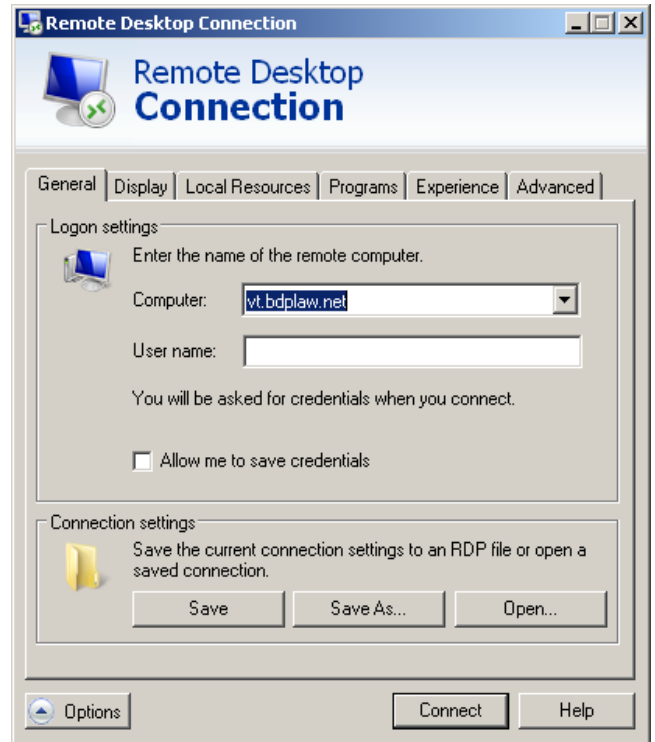 Remote Desktop Connection
Remote Desktop
Connection
General Display Local Resources Programs Experience Advanced
Logon settings
Enter the name of the remote computer.
Computer: vt.bdplaw.net
User name:
You will be asked for credentials when you connect.
Allow me to save credentials
Connection settings
Save the current connection settings to an RDP file or open a
saved connection.
Save Save As... Open...
Options Connect Help